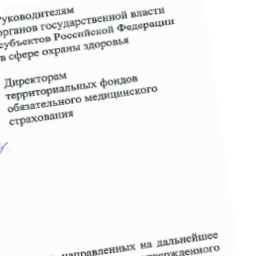 Руководителям
органов государственной власти
субъектов Российской Федерации
в сфере охраны здоровья
Директорам
территориальных фондов
обязательного медицинского
страхования
направленных на дальнейшее